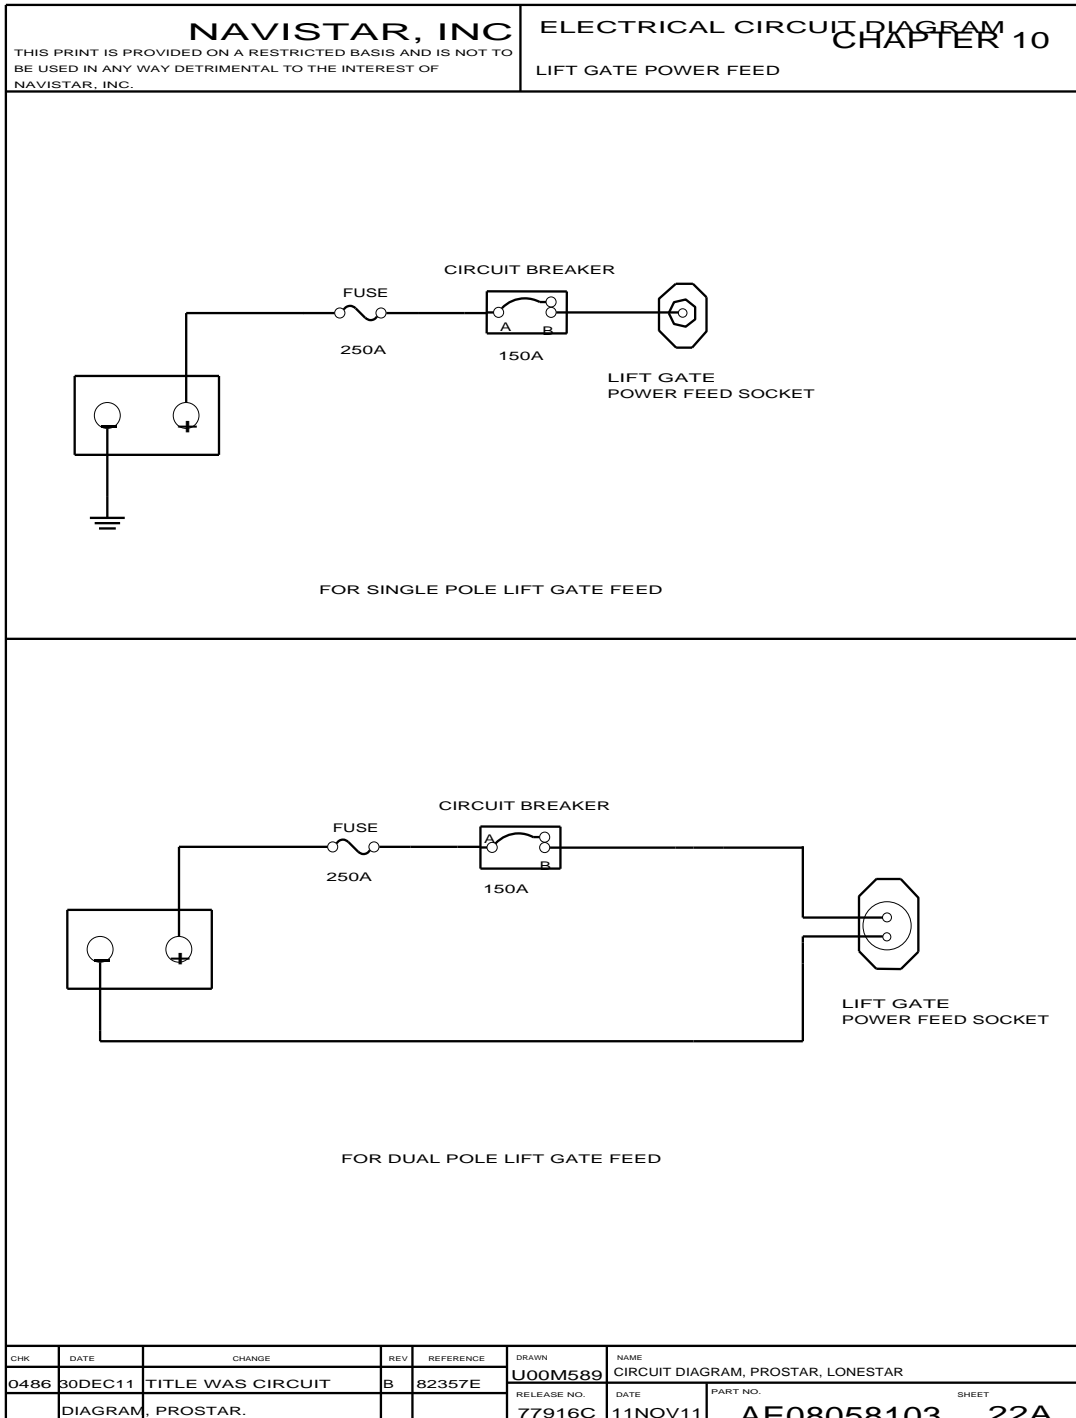 NAVISTAR, INC
THIS PRINT IS PROVIDED ON A RESTRICTED BASIS AND IS NOT TO
BE USED IN ANY WAY DETRIMENTAL TO THE INTEREST OF
NAVISTAR, INC.
ELECTRICAL CIRCUIT DIAGRAM
CHAPTER 10
LIFT GATE POWER FEED
CIRCUIT BREAKER
FUSE
A
B
250A
150A
LIFT GATE
POWER FEED SOCKET
FOR SINGLE POLE LIFT GATE FEED
CIRCUIT BREAKER
FUSE
A
B
250A
150A
LIFT GATE
POWER FEED SOCKET
FOR DUAL POLE LIFT GATE FEED
CHK DATE CHANGE REV REFERENCE
0486 30DEC11 TITLE WAS CIRCUIT B 82357E
DIAGRAM, PROSTAR.
DRAWN
U00M589
NAME
CIRCUIT DIAGRAM, PROSTAR, LONESTAR
RELEASE NO.
77916C
DATE
11NOV11
PART NO.
AE08058103
SHEET
22A